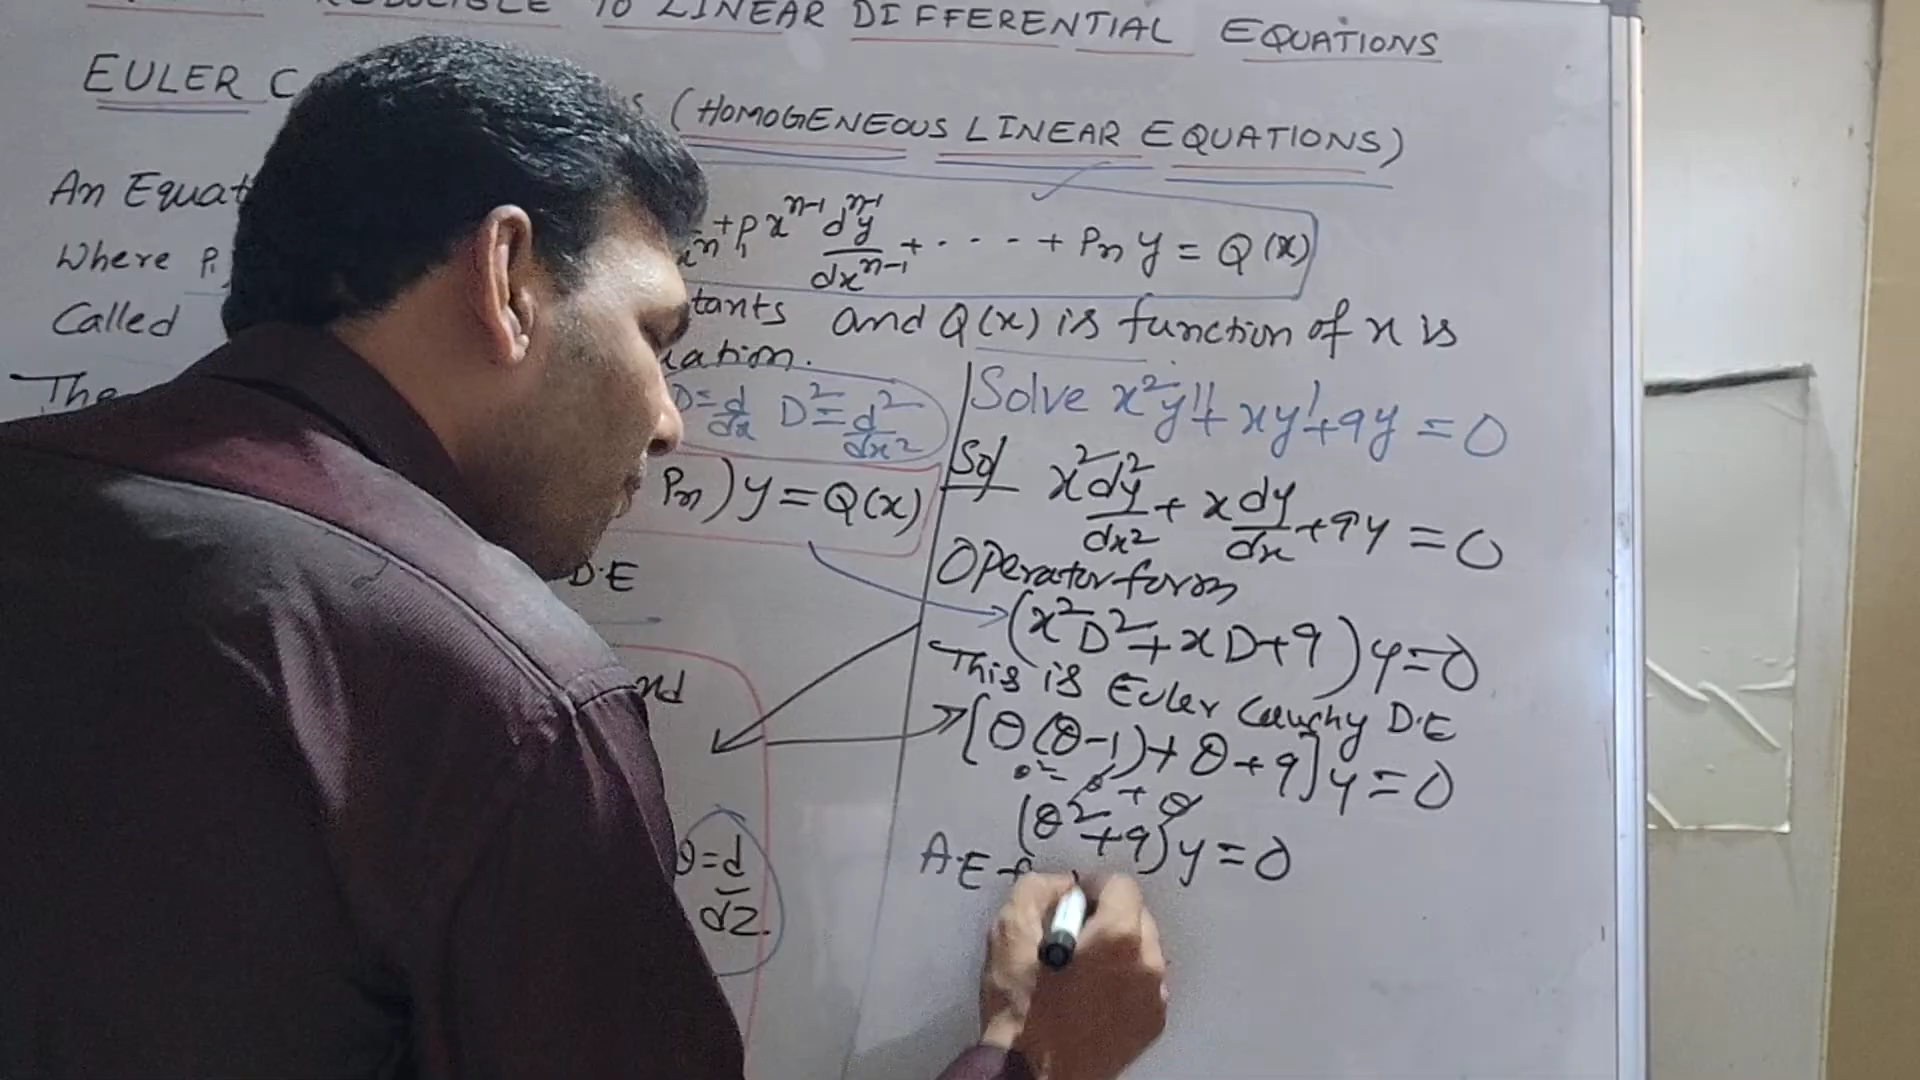 REDUCIBLE TO LINEAR DIFFERENTIAL EQUATIONS
EULER C S (HOMOGENEOUS LINEAR EQUATIONS)
An Equat
+ P₁ xⁿ⁻¹ dⁿ⁻¹y/dxⁿ⁻¹ + - - - - + Pₙ y = Q(x)
Where P₁
tants and Q(x) is function of x is
Called uation.
The
D = d/dx D² = d²/dx²
Pₙ) y = Q(x)
D.E
θ = d/dz.
Solve x²y'' + xy' + 9y = 0
Sol x² d²y/dx² + x dy/dx + 9y = 0
Operator form
(x²D² + xD + 9) y = 0
This is Euler Cauchy D.E
[θ(θ-1) + θ + 9] y = 0
θ² - θ + θ
(θ² + 9) y = 0
A.E